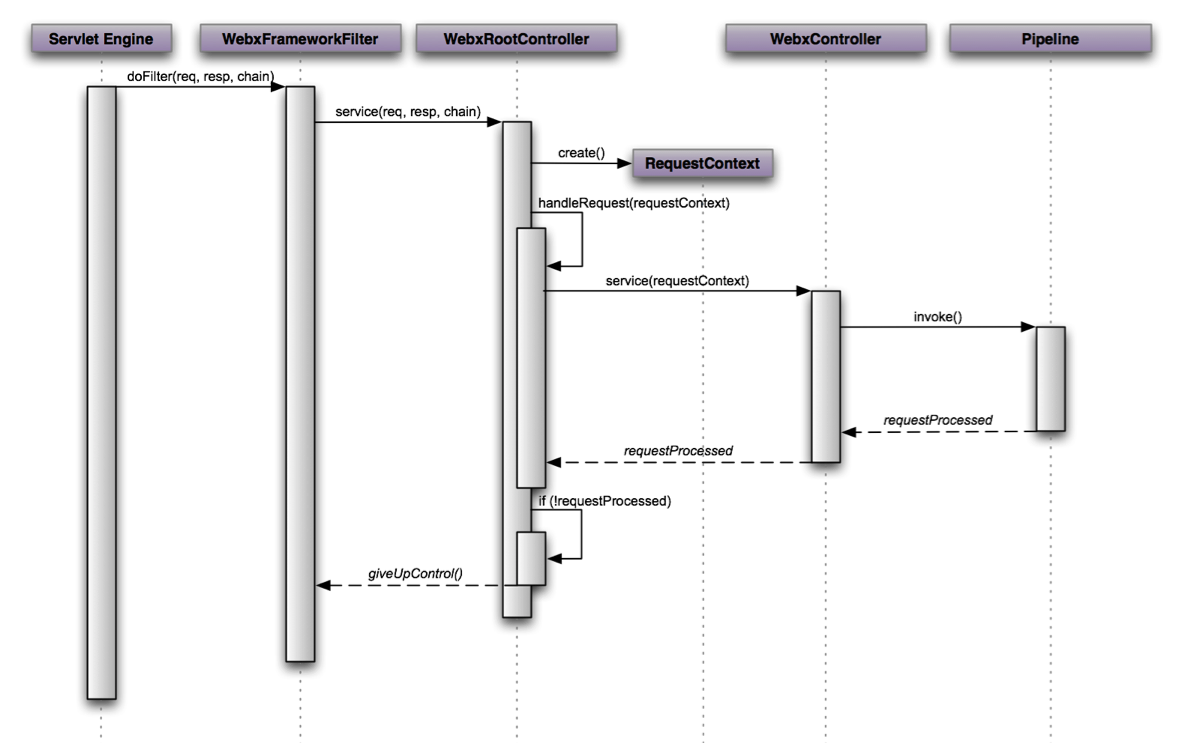 Servlet Engine
WebxFrameworkFilter
WebxRootController
WebxController
Pipeline
doFilter(req, resp, chain)
service(req, resp, chain)
create()
RequestContext
handleRequest(requestContext)
service(requestContext)
invoke()
requestProcessed
requestProcessed
if (!requestProcessed)
giveUpControl()